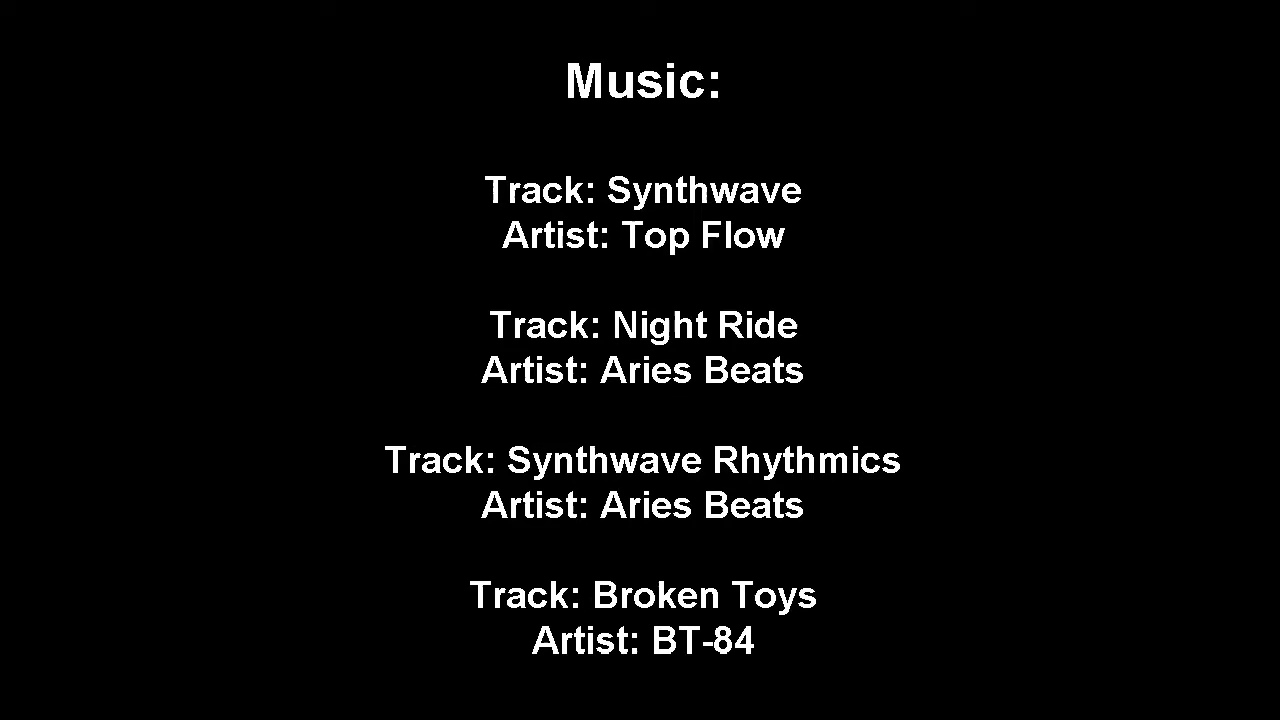 Music:
Track: Synthwave
Artist: Top Flow
Track: Night Ride
Artist: Aries Beats
Track: Synthwave Rhythmics
Artist: Aries Beats
Track: Broken Toys
Artist: BT-84